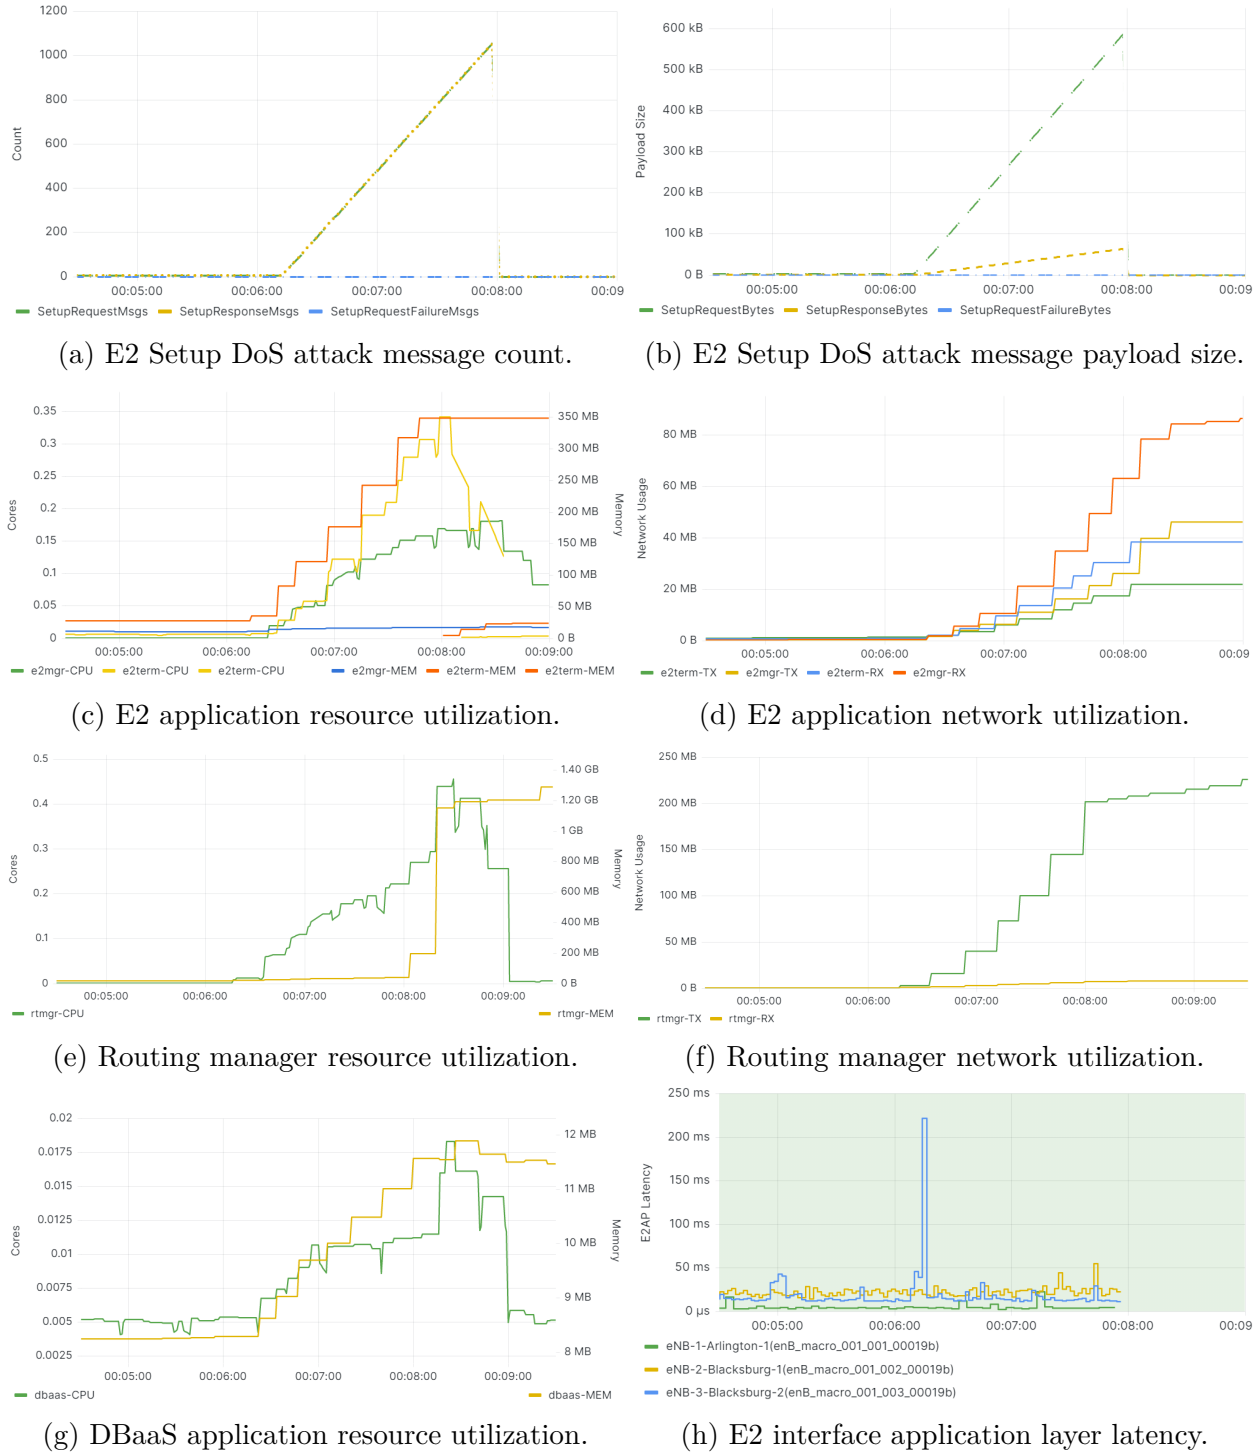 1200
1000
800
600
400
200
0
Count
00:05:00 00:06:00 00:07:00 00:08:00 00:09
SetupRequestMsgs SetupResponseMsgs SetupRequestFailureMsgs
(a) E2 Setup DoS attack message count.
600 kB
500 kB
400 kB
300 kB
200 kB
100 kB
0 B
Payload Size
00:05:00 00:06:00 00:07:00 00:08:00 00:09
SetupRequestBytes SetupResponseBytes SetupRequestFailureBytes
(b) E2 Setup DoS attack message payload size.
0.35
0.3
0.25
0.2
0.15
0.1
0.05
0
Cores
350 MB
300 MB
250 MB
200 MB
150 MB
100 MB
50 MB
0 B
Memory
00:05:00 00:06:00 00:07:00 00:08:00 00:09:00
e2mgr-CPU e2term-CPU e2term-CPU e2mgr-MEM e2term-MEM e2term-MEM
(c) E2 application resource utilization.
80 MB
60 MB
40 MB
20 MB
0 B
Network Usage
00:05:00 00:06:00 00:07:00 00:08:00 00:09
e2term-TX e2mgr-TX e2term-RX e2mgr-RX
(d) E2 application network utilization.
0.5
0.4
0.3
0.2
0.1
0
Cores
1.40 GB
1.20 GB
1 GB
800 MB
600 MB
400 MB
200 MB
0 B
Memory
00:05:00 00:06:00 00:07:00 00:08:00 00:09:00
rtmgr-CPU rtmgr-MEM
(e) Routing manager resource utilization.
250 MB
200 MB
150 MB
100 MB
50 MB
0 B
Network Usage
00:05:00 00:06:00 00:07:00 00:08:00 00:09:00
rtmgr-TX rtmgr-RX
(f) Routing manager network utilization.
0.02
0.0175
0.015
0.0125
0.01
0.0075
0.005
0.0025
Cores
12 MB
11 MB
10 MB
9 MB
8 MB
Memory
00:05:00 00:06:00 00:07:00 00:08:00 00:09:00
dbaas-CPU dbaas-MEM
(g) DBaaS application resource utilization.
250 ms
200 ms
150 ms
100 ms
50 ms
0 µs
E2AP Latency
00:05:00 00:06:00 00:07:00 00:08:00 00:09
eNB-1-Arlington-1(enB_macro_001_001_00019b)
eNB-2-Blacksburg-1(enB_macro_001_002_00019b)
eNB-3-Blacksburg-2(enB_macro_001_003_00019b)
(h) E2 interface application layer latency.